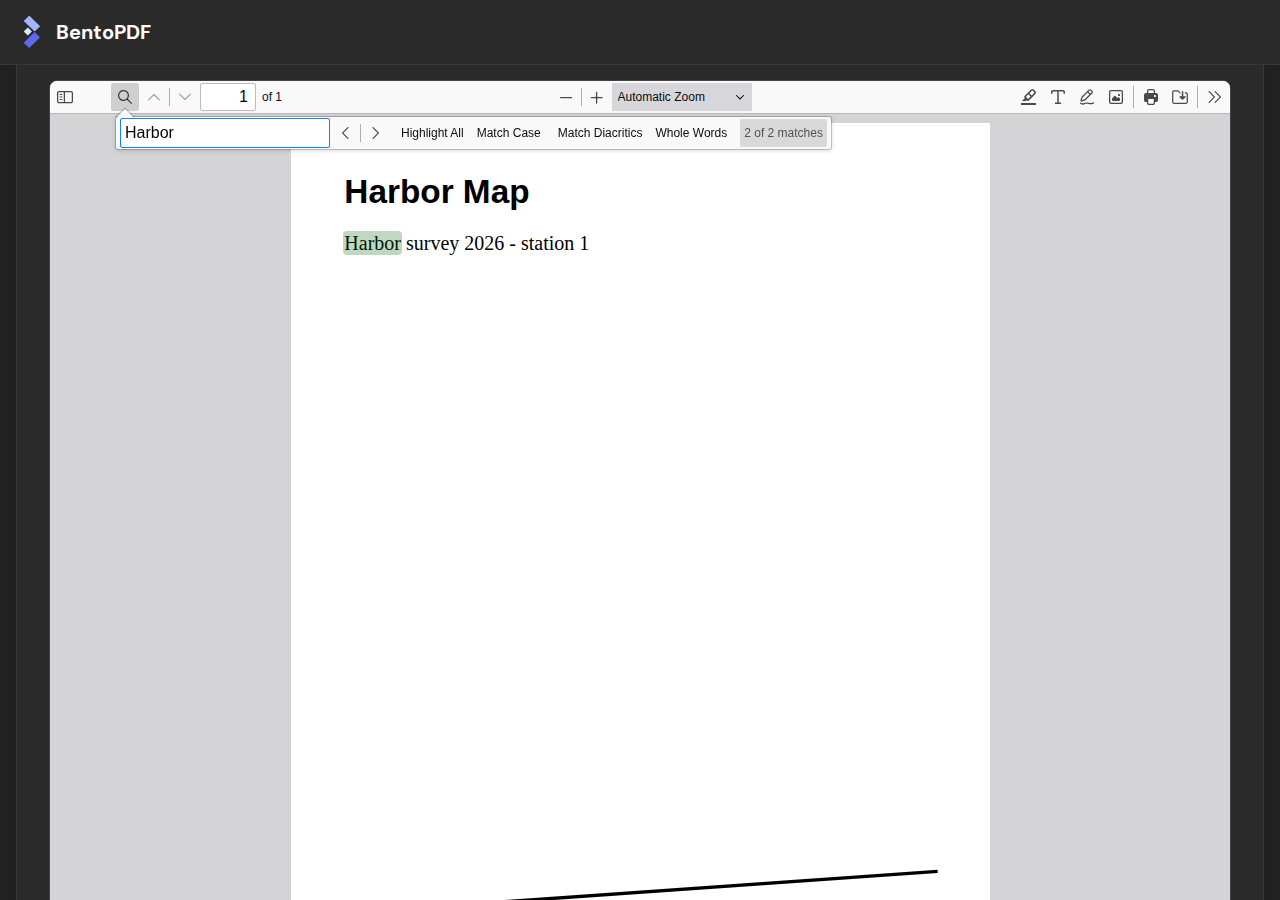 BentoPDF
1 of 1 Automatic Zoom
Harbor Highlight All Match Case Match Diacritics Whole Words 2 of 2 matches
Harbor Map
Harbor survey 2026 - station 1